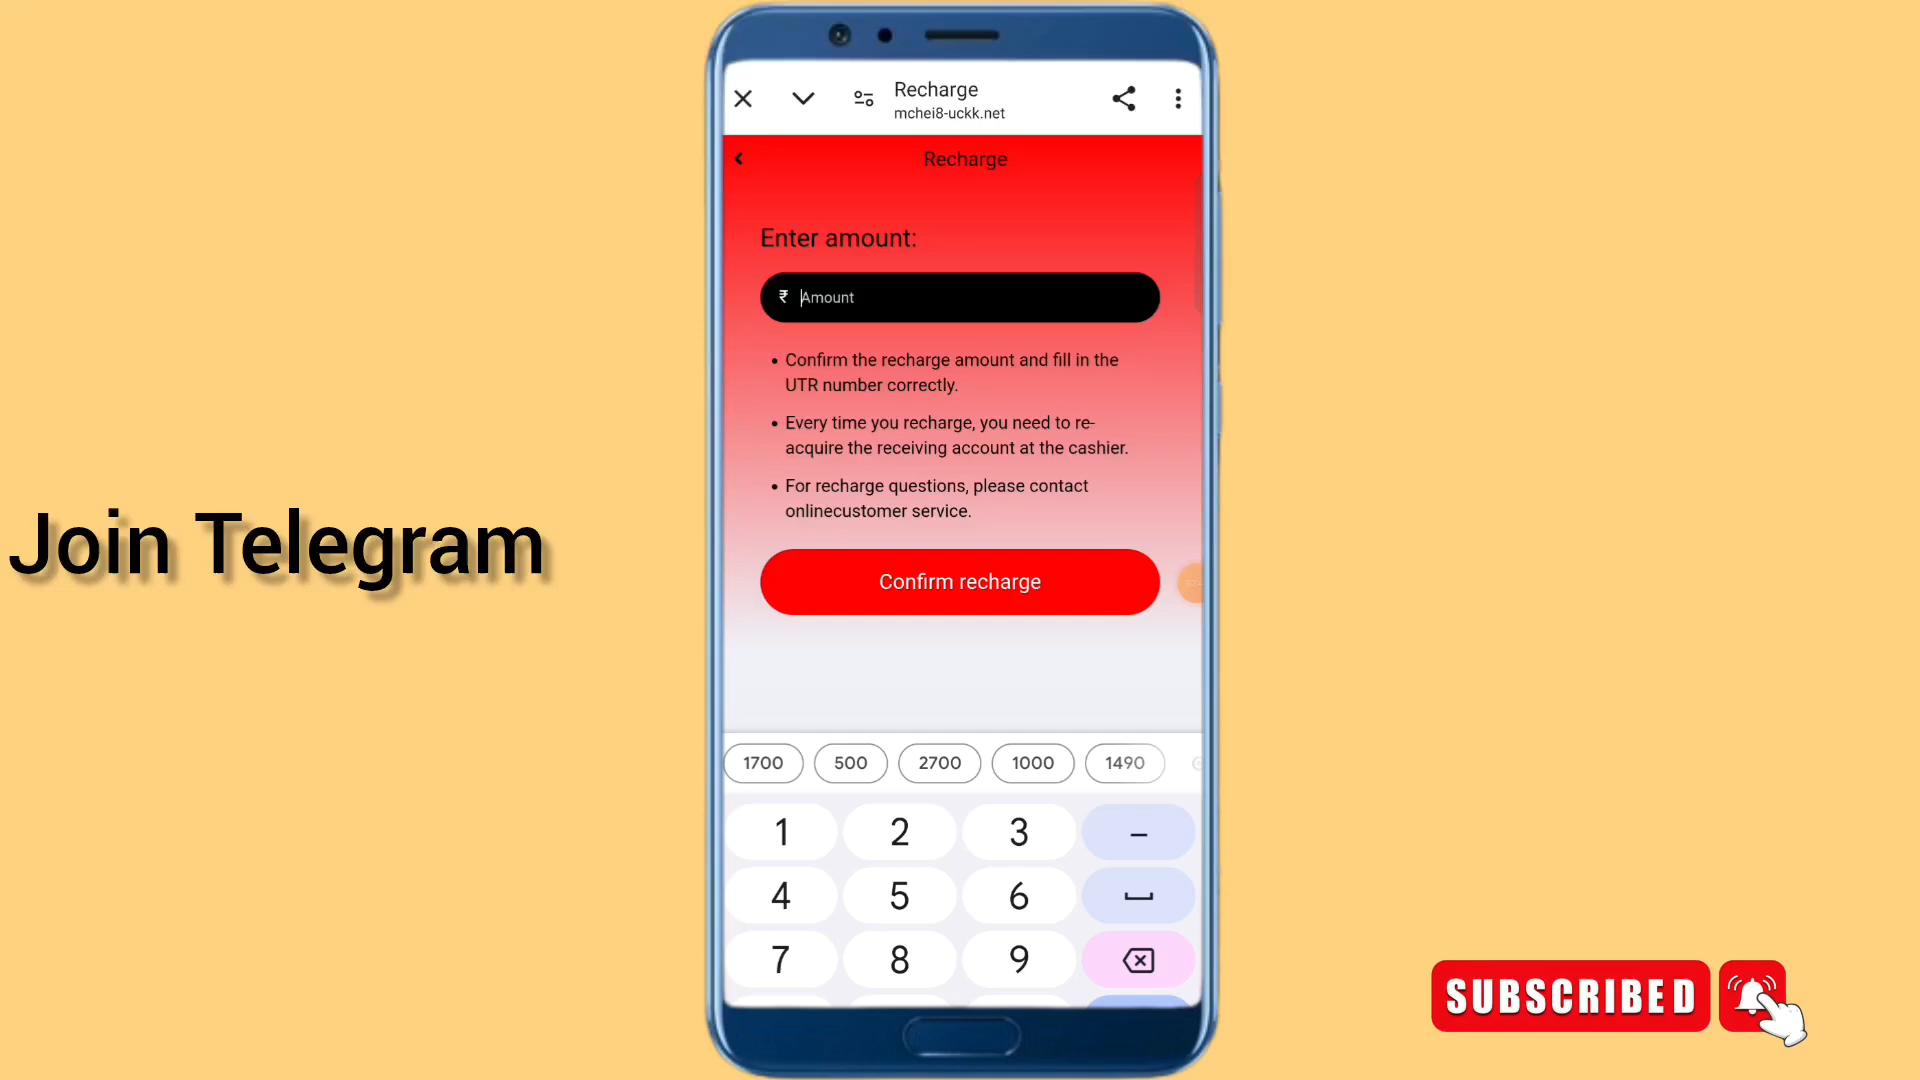 Recharge
mchei8-uckk.net
Recharge
Enter amount:
₹ Amount
• Confirm the recharge amount and fill in the
UTR number correctly.
• Every time you recharge, you need to re-
acquire the receiving account at the cashier.
• For recharge questions, please contact
onlinecustomer service.
Confirm recharge
Join Telegram
1700 500 2700 1000 1490
1 2 3 –
4 5 6
7 8 9
SUBSCRIBED